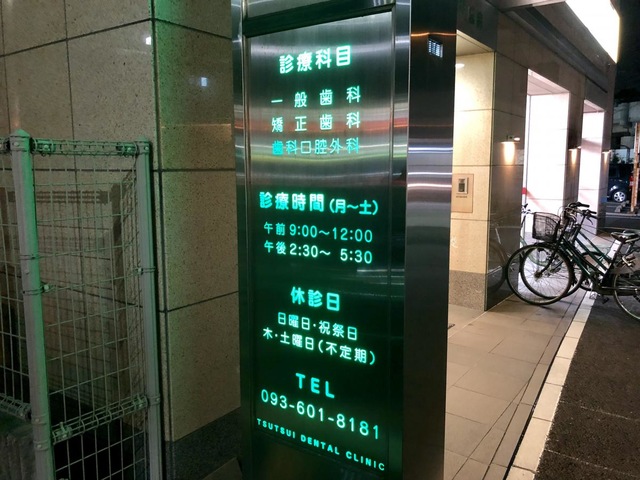 診療科目
一般歯科
矯正歯科
歯科口腔外科
診療時間(月～土)
午前 9:00～12:00
午後 2:30～ 5:30
休診日
日曜日・祝祭日
木・土曜日(不定期)
TEL
093-601-8181
TSUTSUI DENTAL CLINIC